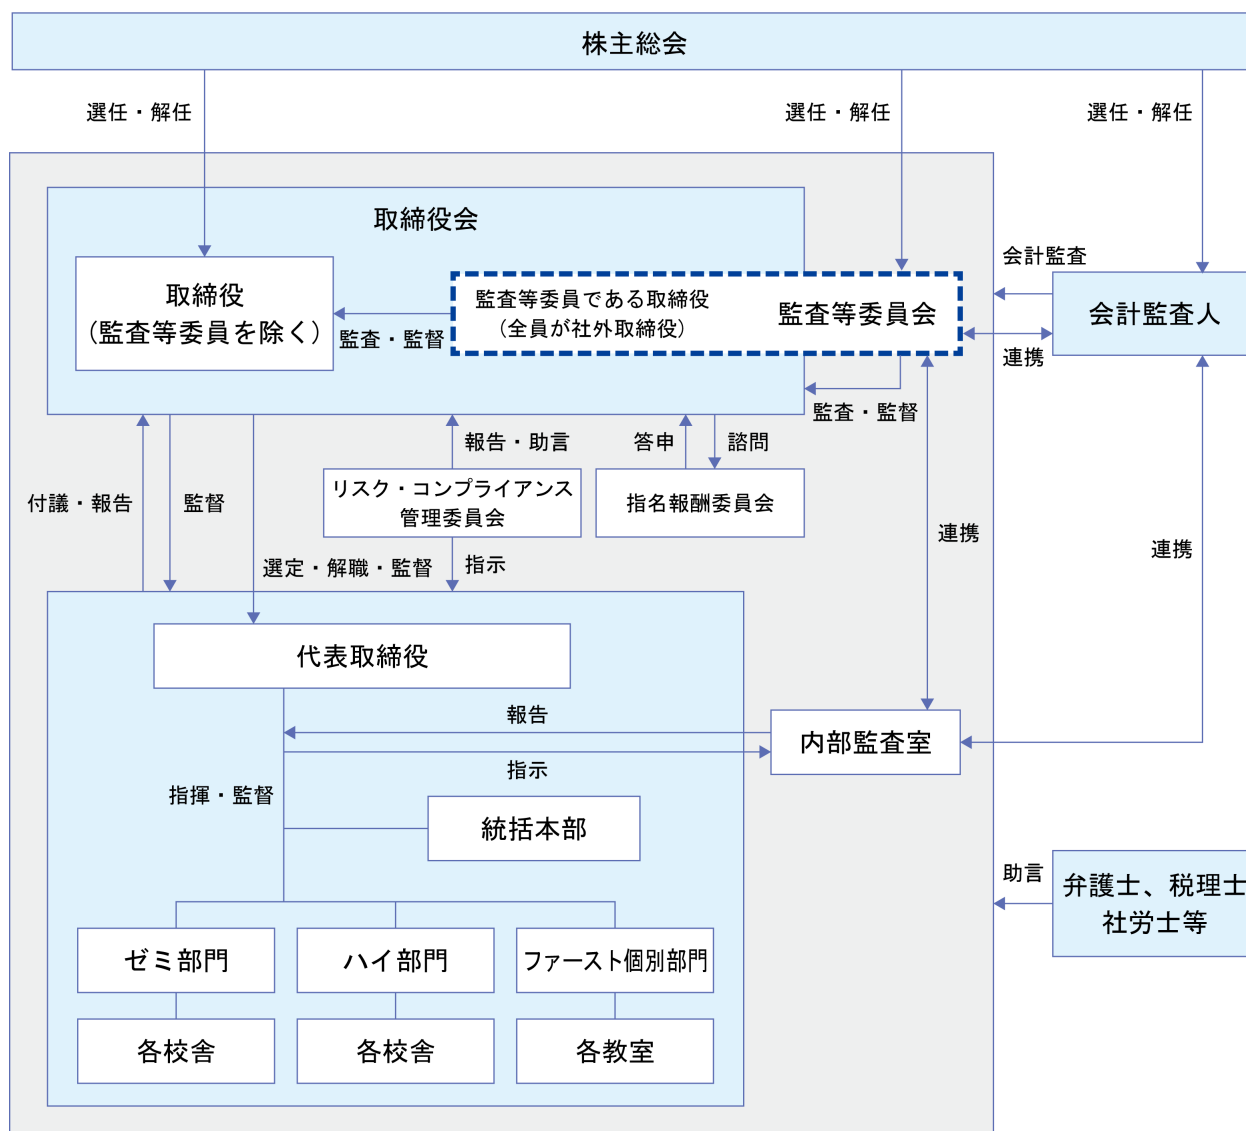 株主総会
選任・解任
選任・解任
選任・解任
取締役会
会計監査
取締役
(監査等委員を除く)
監査・監督
監査等委員である取締役
(全員が社外取締役)
監査等委員会
会計監査人
連携
監査・監督
報告・助言
答申
諮問
付議・報告
監督
リスク・コンプライアンス
管理委員会
指名報酬委員会
選定・解職・監督
指示
連携
連携
代表取締役
報告
内部監査室
指示
指揮・監督
統括本部
助言
弁護士、税理士
社労士等
ゼミ部門
ハイ部門
ファースト個別部門
各校舎
各校舎
各教室